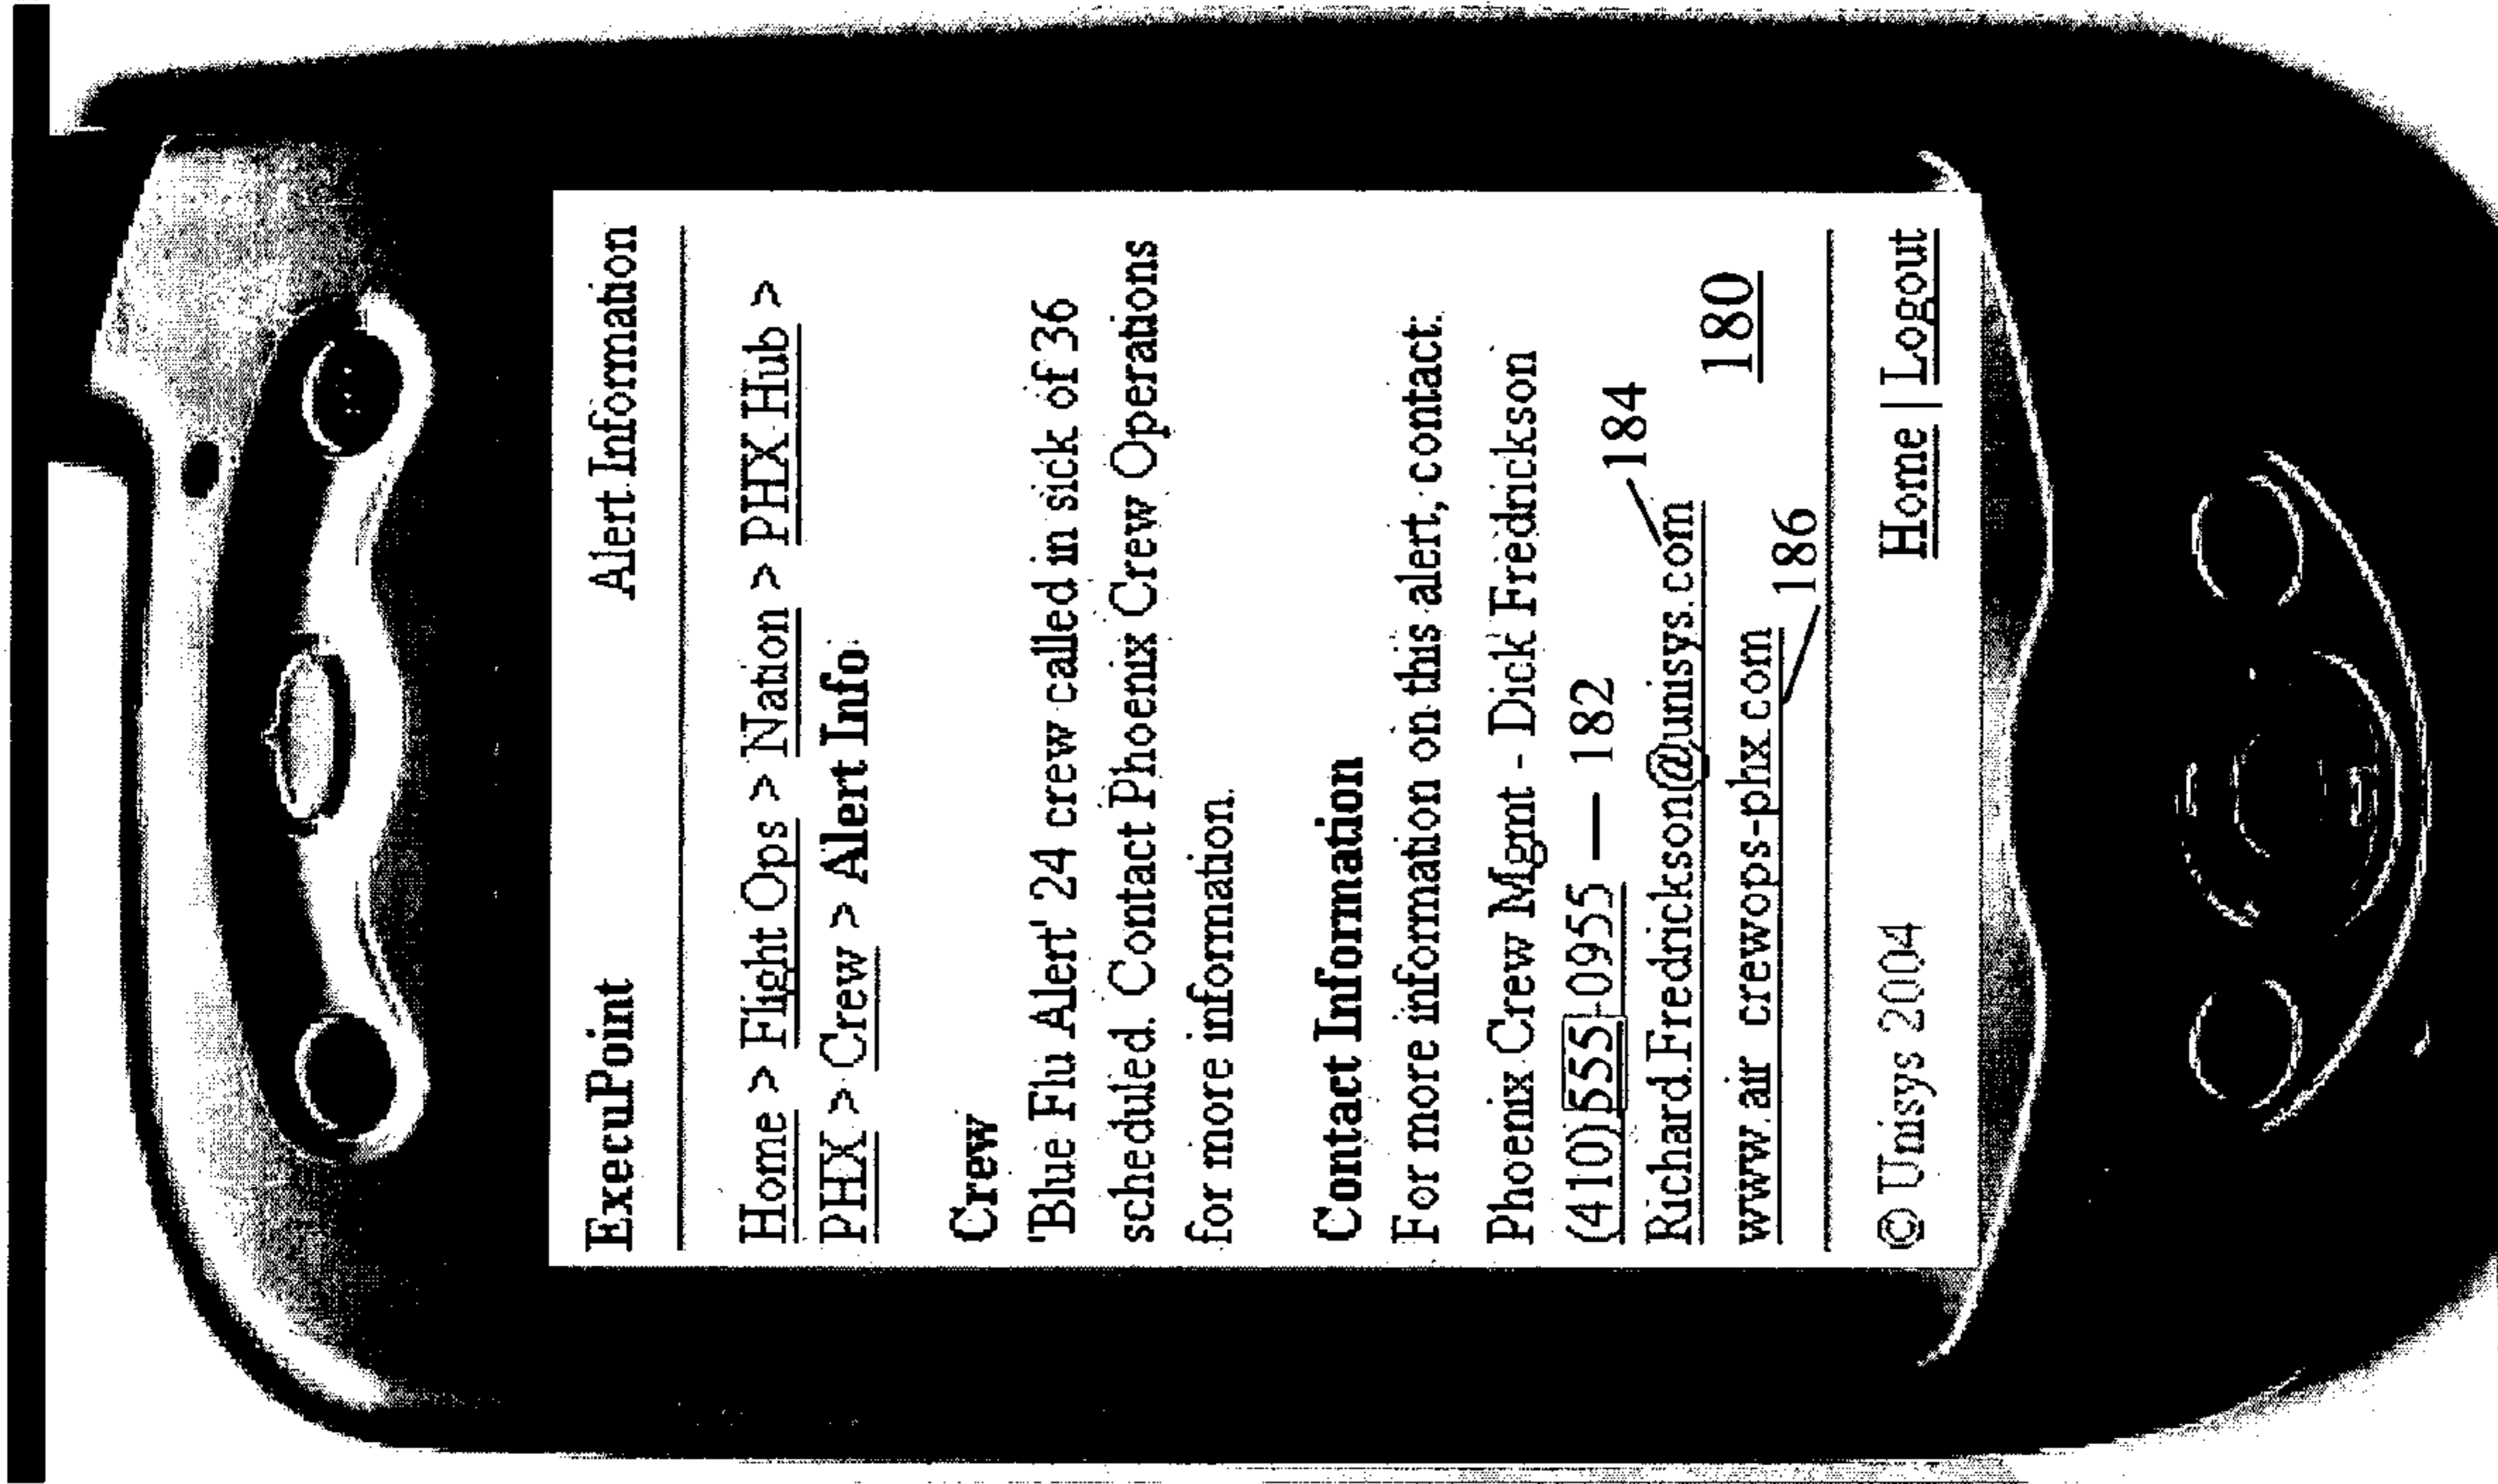 ExecuPoint Alert Information
Home > Flight Ops > Nation > PHX Hub >
PHX > Crew > Alert Info
Crew
'Blue Flu Alert' 24 crew called in sick of 36
scheduled. Contact Phoenix Crew Operations
for more information.
Contact Information
For more information on this alert, contact:
Phoenix Crew Mgmt - Dick Fredrickson
(410)555-0955 — 182
Richard.Fredrickson@unisys.com 184
www.air crewops-phx.com 186
180
© Unisys 2004 Home | Logout